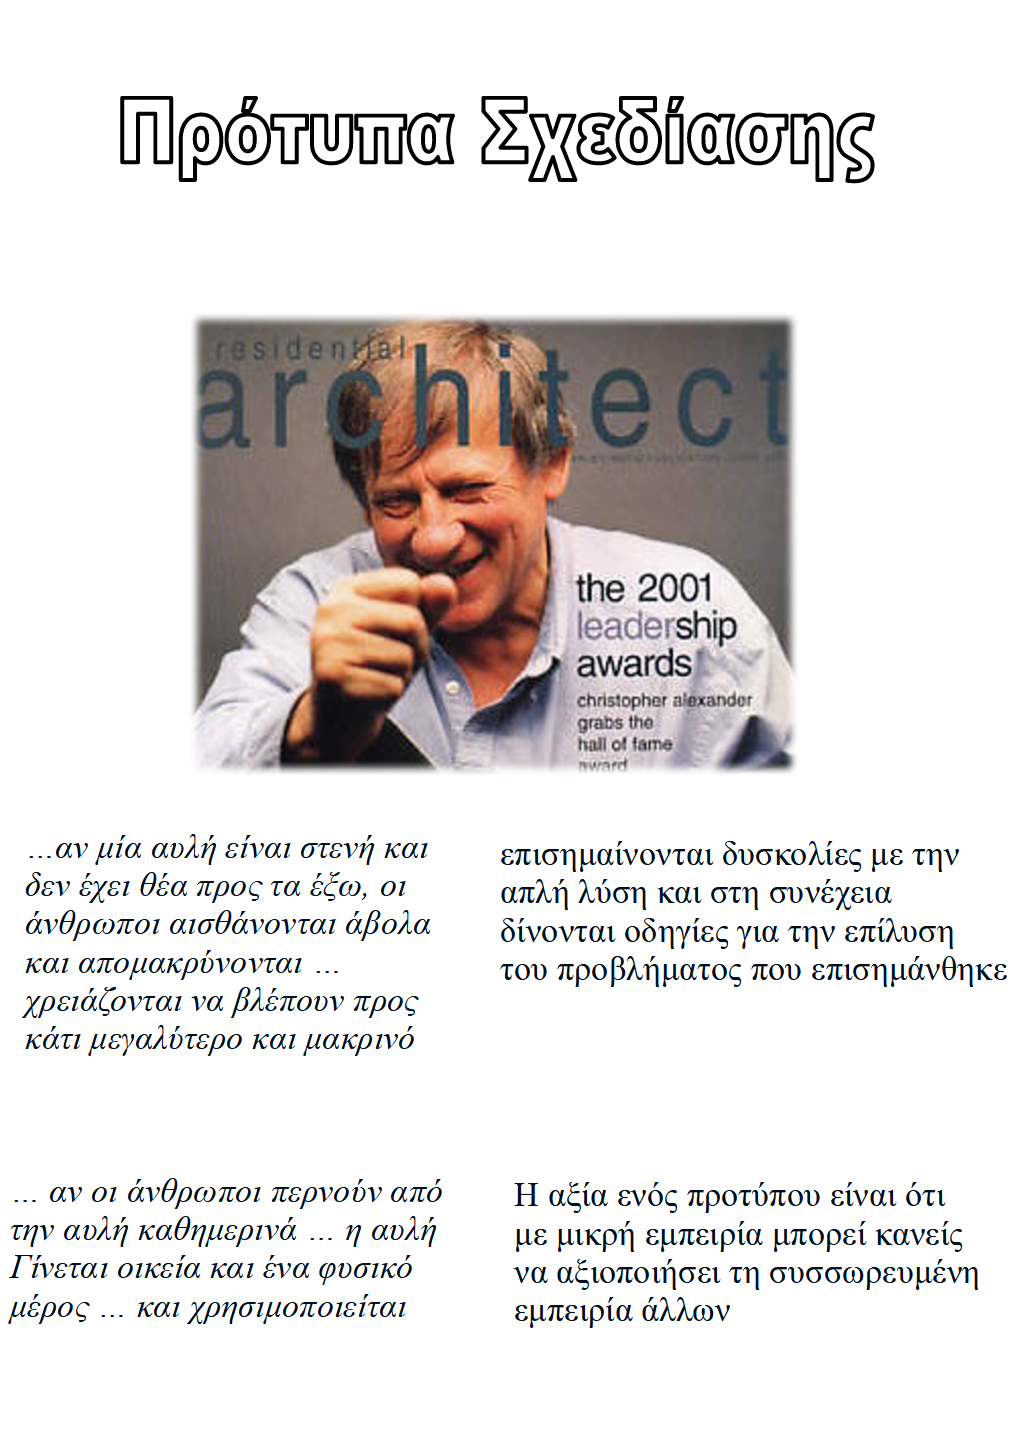 Πρότυπα Σχεδίασης
residential
architect
the 2001
leadership
awards
christopher alexander
grabs the
hall of fame
award
...αν μία αυλή είναι στενή και
δεν έχει θέα προς τα έξω, οι
άνθρωποι αισθάνονται άβολα
και απομακρύνονται ...
χρειάζονται να βλέπουν προς
κάτι μεγαλύτερο και μακρινό
επισημαίνονται δυσκολίες με την
απλή λύση και στη συνέχεια
δίνονται οδηγίες για την επίλυση
του προβλήματος που επισημάνθηκε
... αν οι άνθρωποι περνούν από
την αυλή καθημερινά ... η αυλή
Γίνεται οικεία και ένα φυσικό
μέρος ... και χρησιμοποιείται
Η αξία ενός προτύπου είναι ότι
με μικρή εμπειρία μπορεί κανείς
να αξιοποιήσει τη συσσωρευμένη
εμπειρία άλλων